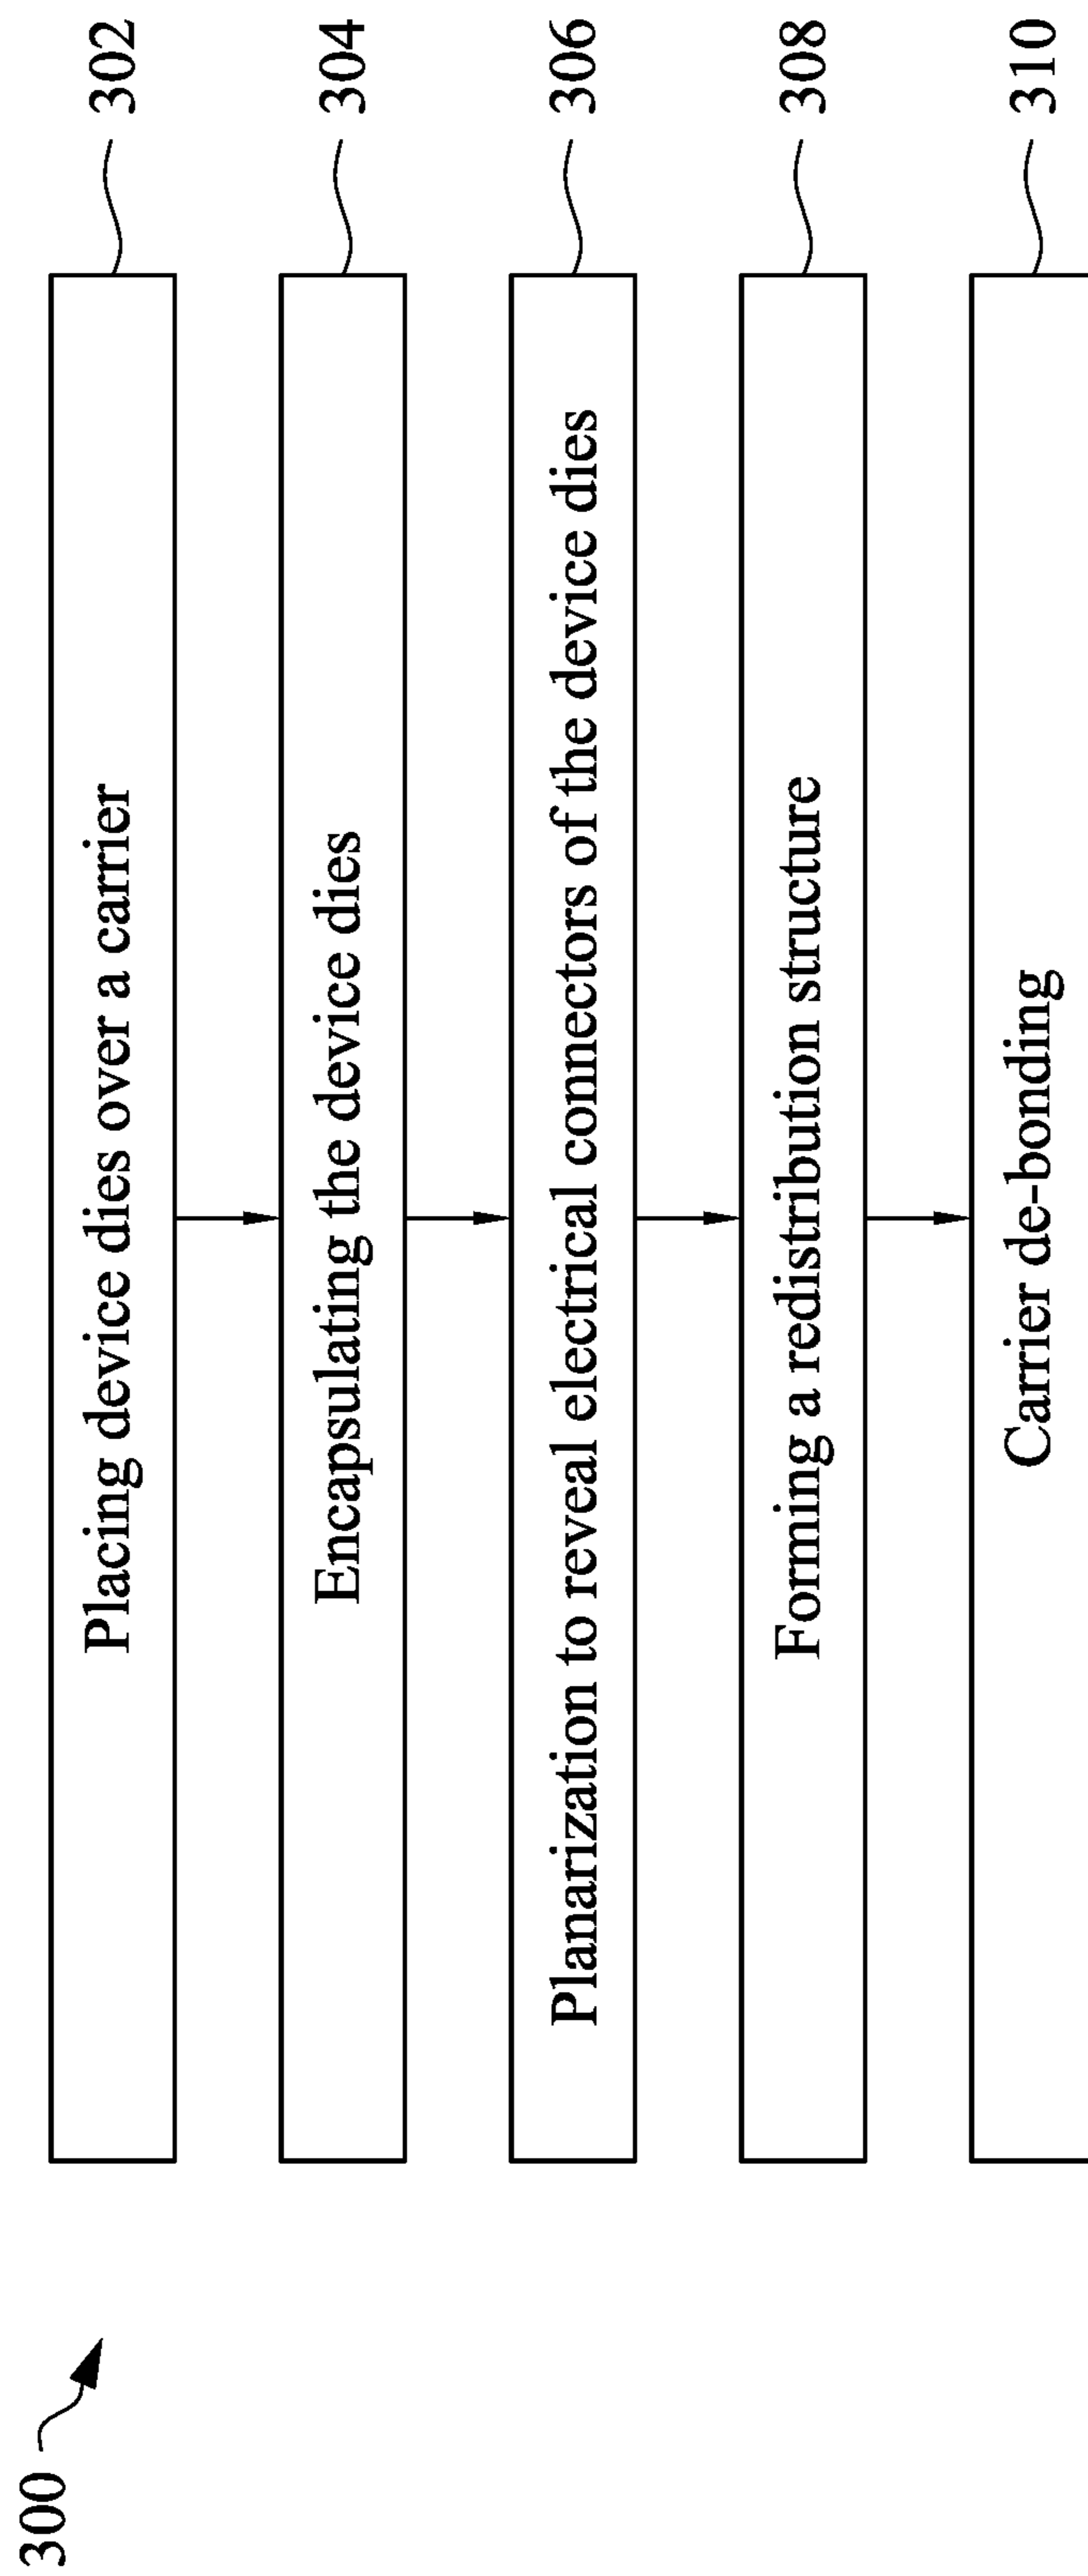 300
Placing device dies over a carrier
302
Encapsulating the device dies
304
Planarization to reveal electrical connectors of the device dies
306
Forming a redistribution structure
308
Carrier de-bonding
310